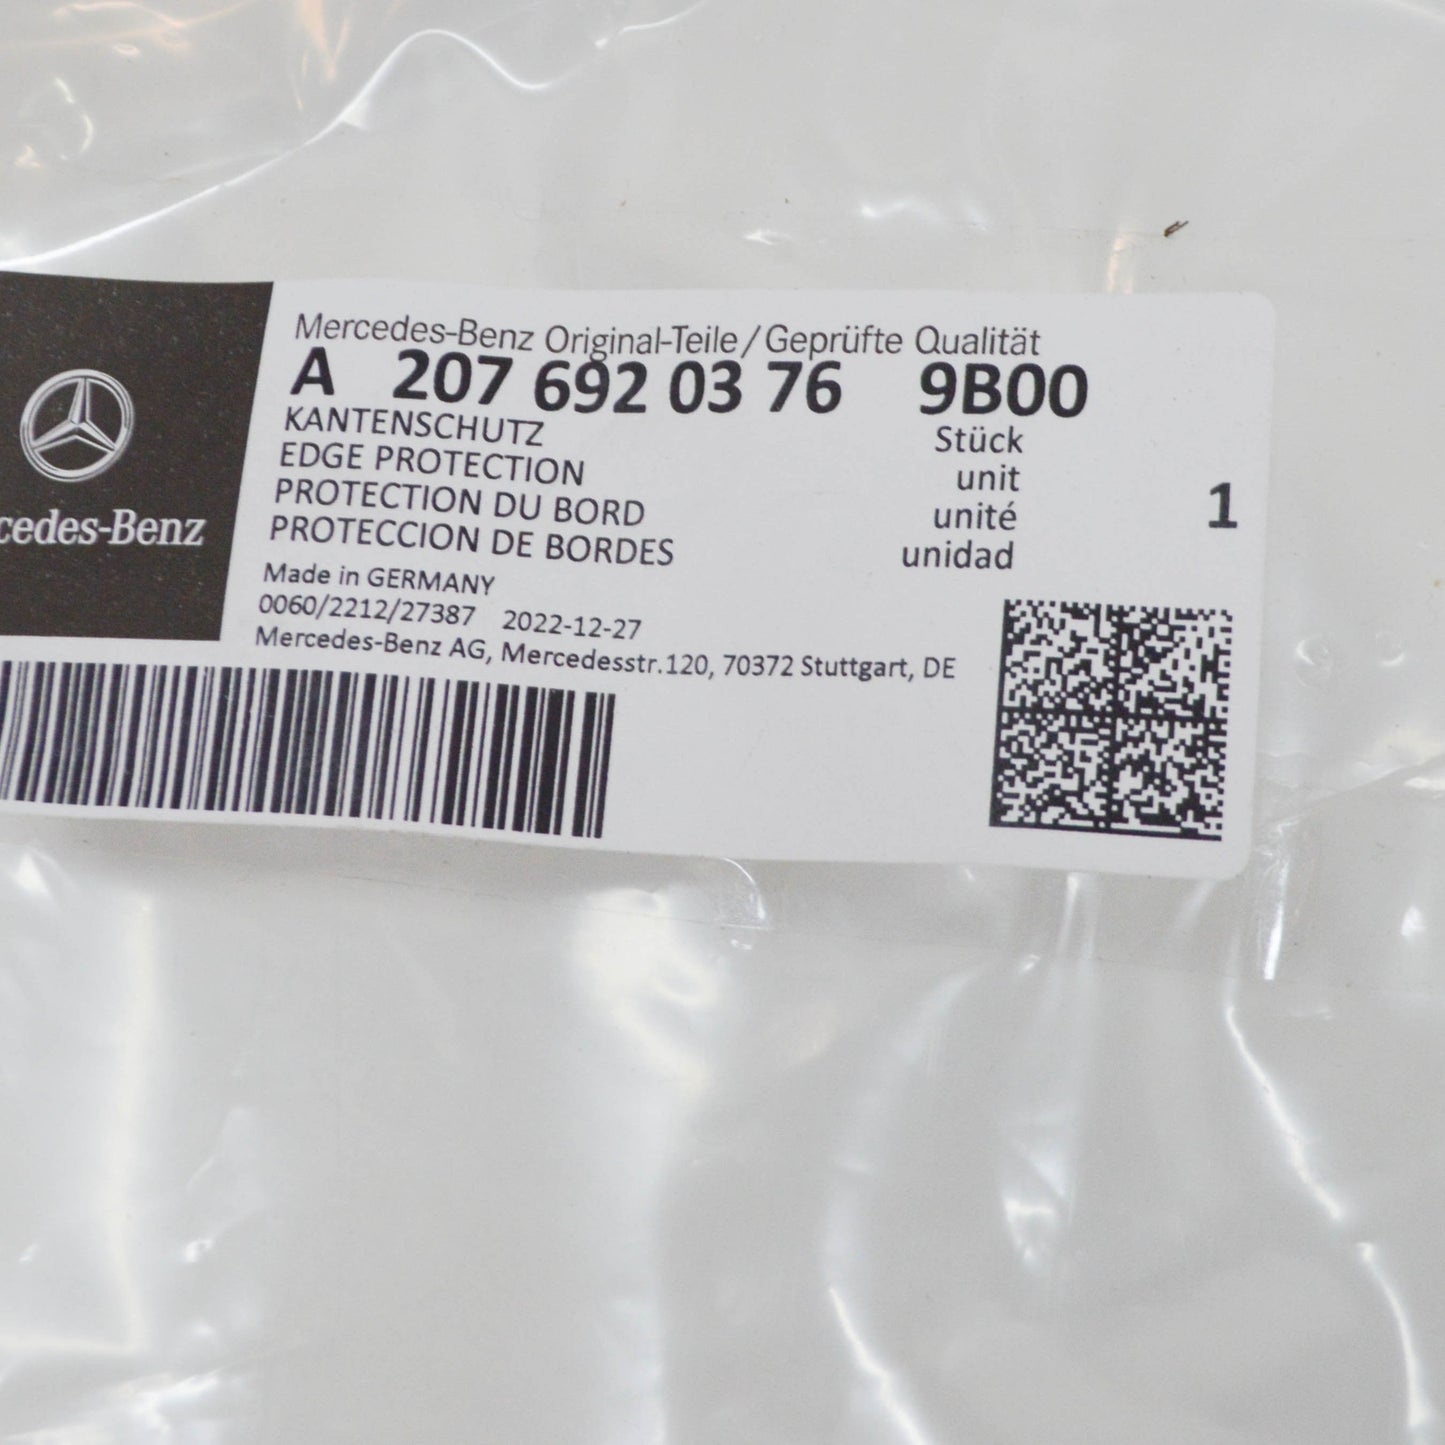 Mercedes-Benz Original-Teile/Geprüfte Qualität
A 207 692 03 76 9B00
KANTENSCHUTZ
EDGE PROTECTION
PROTECTION DU BORD
PROTECCION DE BORDES
Stück
unit
unité
unidad
1
Made in GERMANY
0060/2212/27387 2022-12-27
Mercedes-Benz AG, Mercedesstr.120, 70372 Stuttgart, DE
cedes-Benz